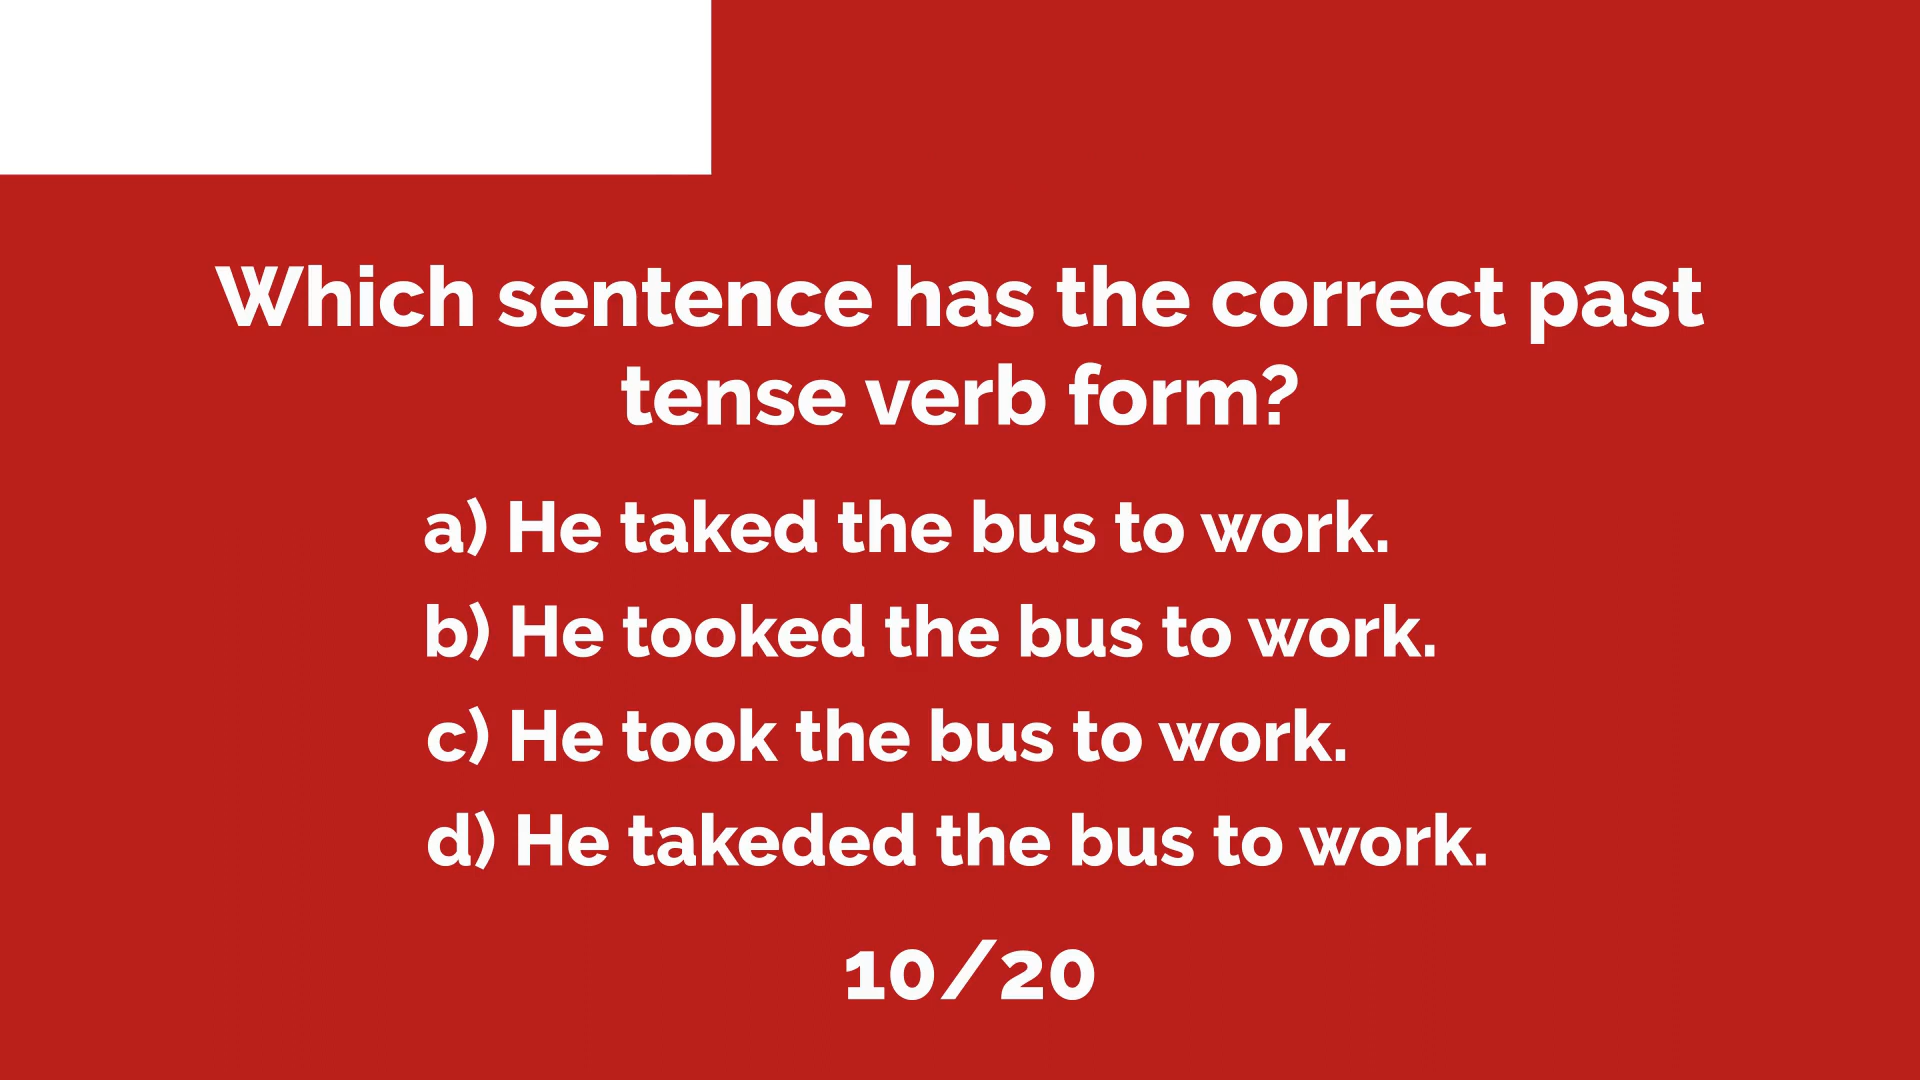 Which sentence has the correct past
tense verb form?
a) He taked the bus to work.
b) He tooked the bus to work.
c) He took the bus to work.
d) He takeded the bus to work.
10/20